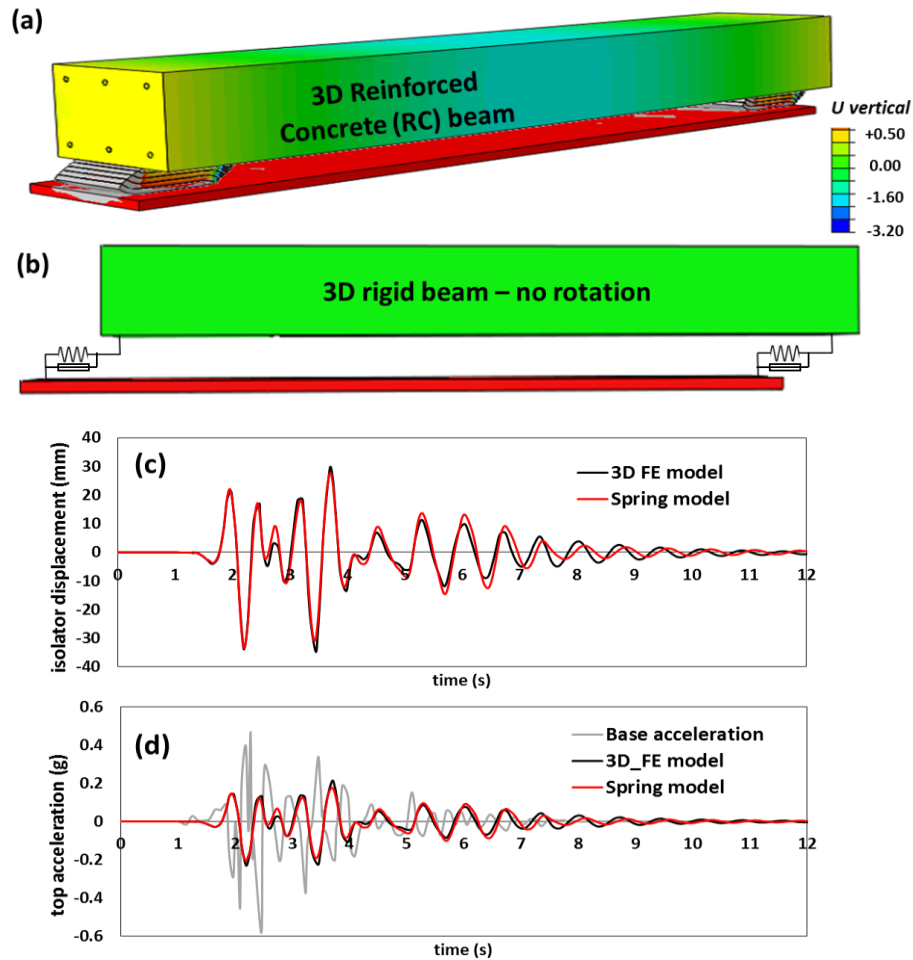 (a)
3D Reinforced
Concrete (RC) beam
U vertical
+0.50
0.00
-1.60
-3.20
(b)
3D rigid beam – no rotation
(c)
isolator displacement (mm)
40
30
20
10
0
-10
-20
-30
-40
3D FE model
Spring model
0 1 2 3 4 5 6 7 8 9 10 11 12
time (s)
(d)
top acceleration (g)
0.6
0.4
0.2
0
-0.2
-0.4
-0.6
Base acceleration
3D_FE model
Spring model
0 1 2 3 4 5 6 7 8 9 10 11 12
time (s)